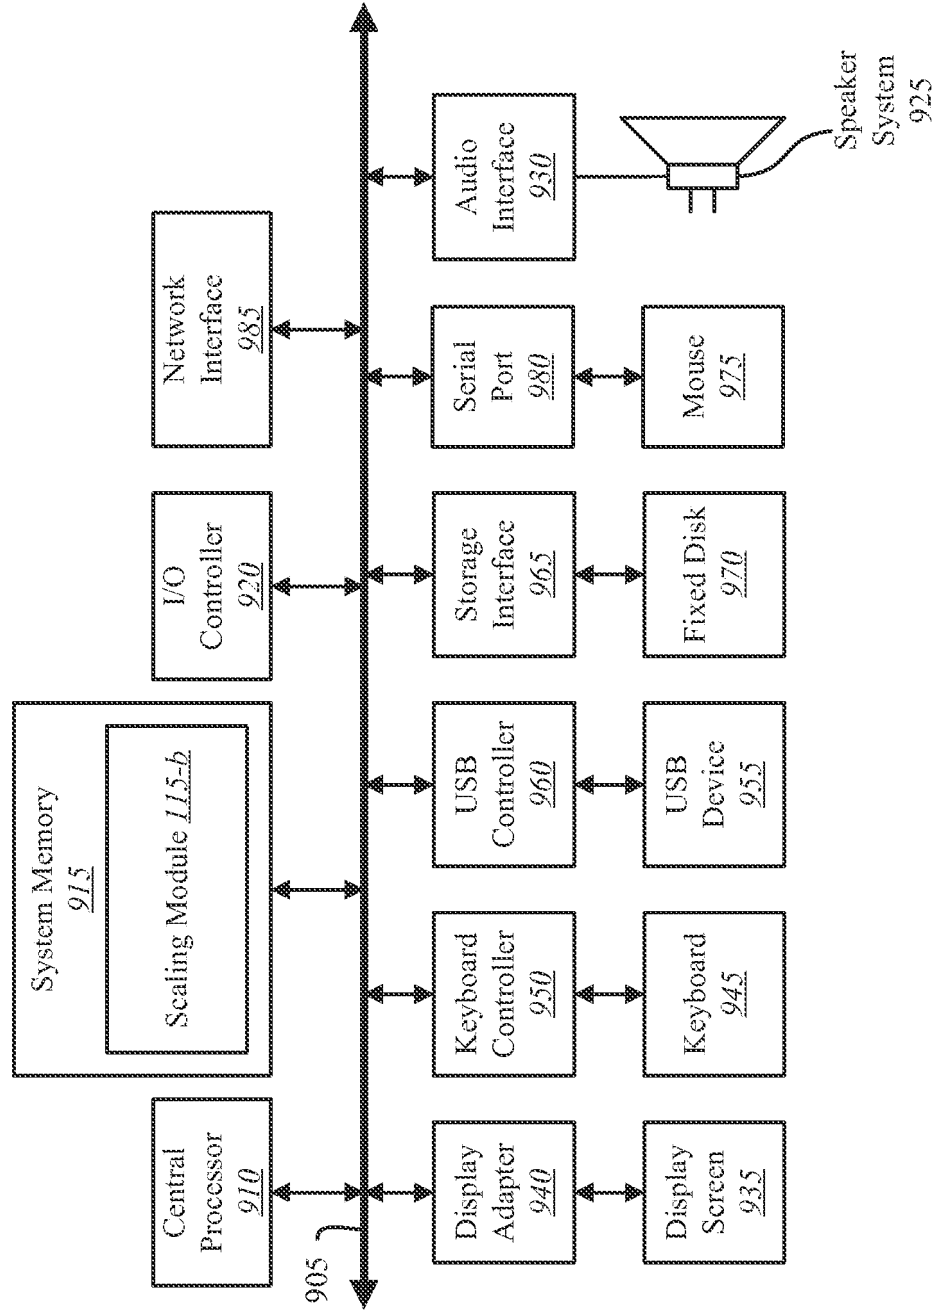 Central
Processor
910
System Memory
915
Scaling Module 115-b
I/O
Controller
920
Network
Interface
985
905
Display
Adapter
940
Keyboard
Controller
950
USB
Controller
960
Storage
Interface
965
Serial
Port
980
Audio
Interface
930
Display
Screen
935
Keyboard
945
USB
Device
955
Fixed Disk
970
Mouse
975
Speaker
System
925